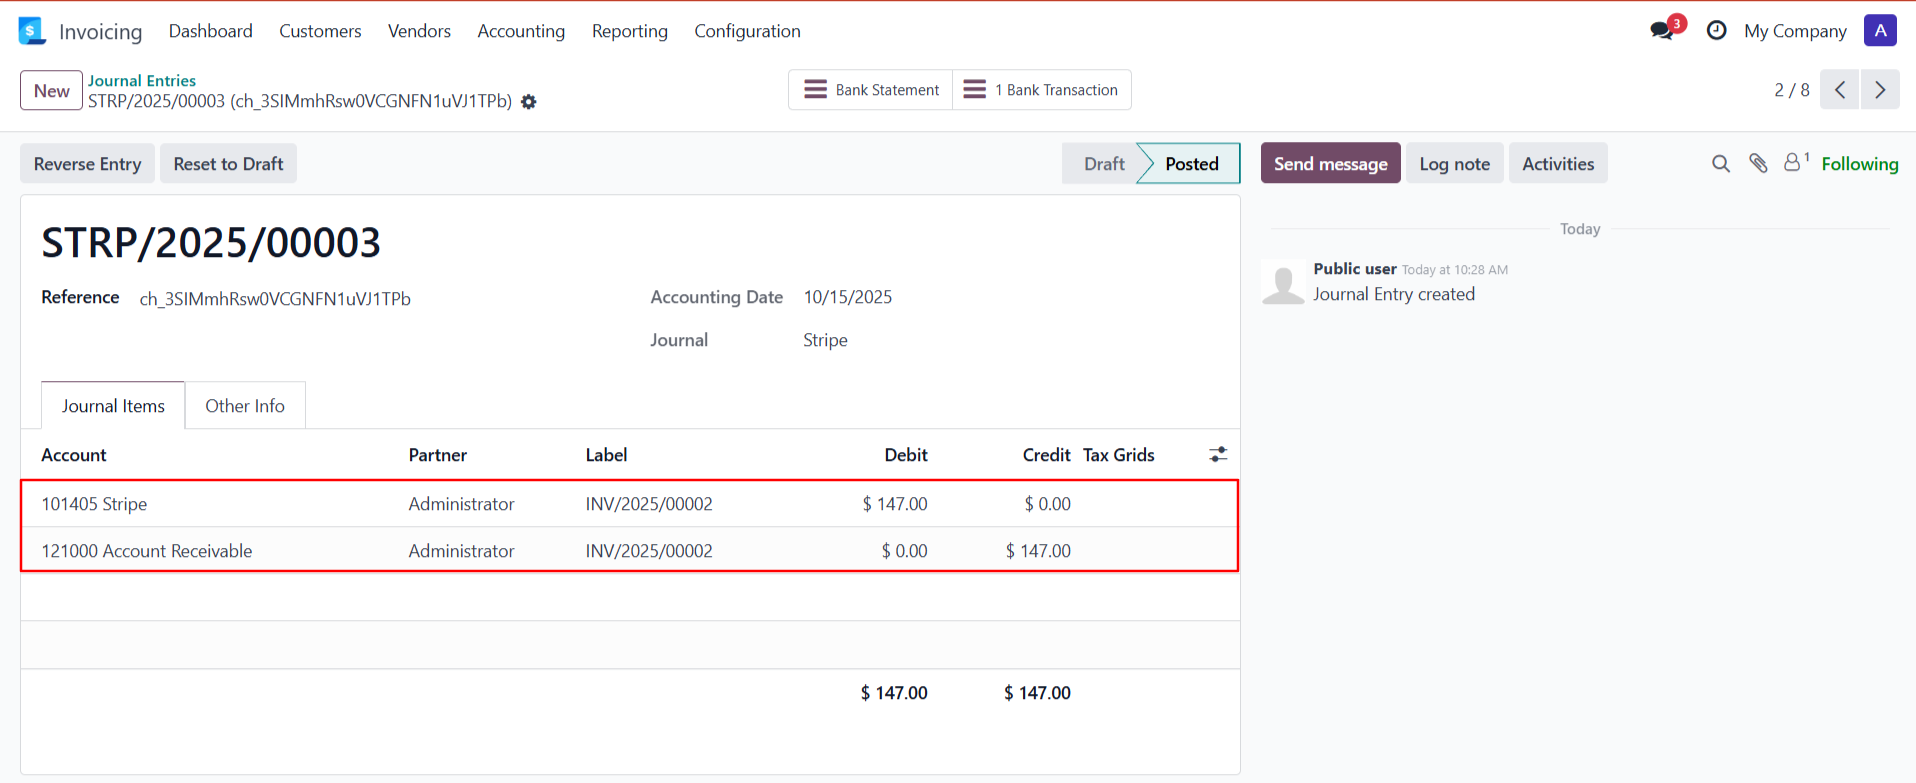 Invoicing Dashboard Customers Vendors Accounting Reporting Configuration 3 My Company A
New
Journal Entries
STRP/2025/00003 (ch_3SIMmhRsw0VCGNFN1uVJ1TPb)
Bank Statement 1 Bank Transaction
2 / 8
Reverse Entry Reset to Draft Draft Posted
Send message Log note Activities 1 Following
STRP/2025/00003
Reference ch_3SIMmhRsw0VCGNFN1uVJ1TPb
Accounting Date 10/15/2025
Journal Stripe
Journal Items Other Info
Account Partner Label Debit Credit Tax Grids
101405 Stripe Administrator INV/2025/00002 $ 147.00 $ 0.00
121000 Account Receivable Administrator INV/2025/00002 $ 0.00 $ 147.00
$ 147.00 $ 147.00
Today
Public user Today at 10:28 AM
Journal Entry created